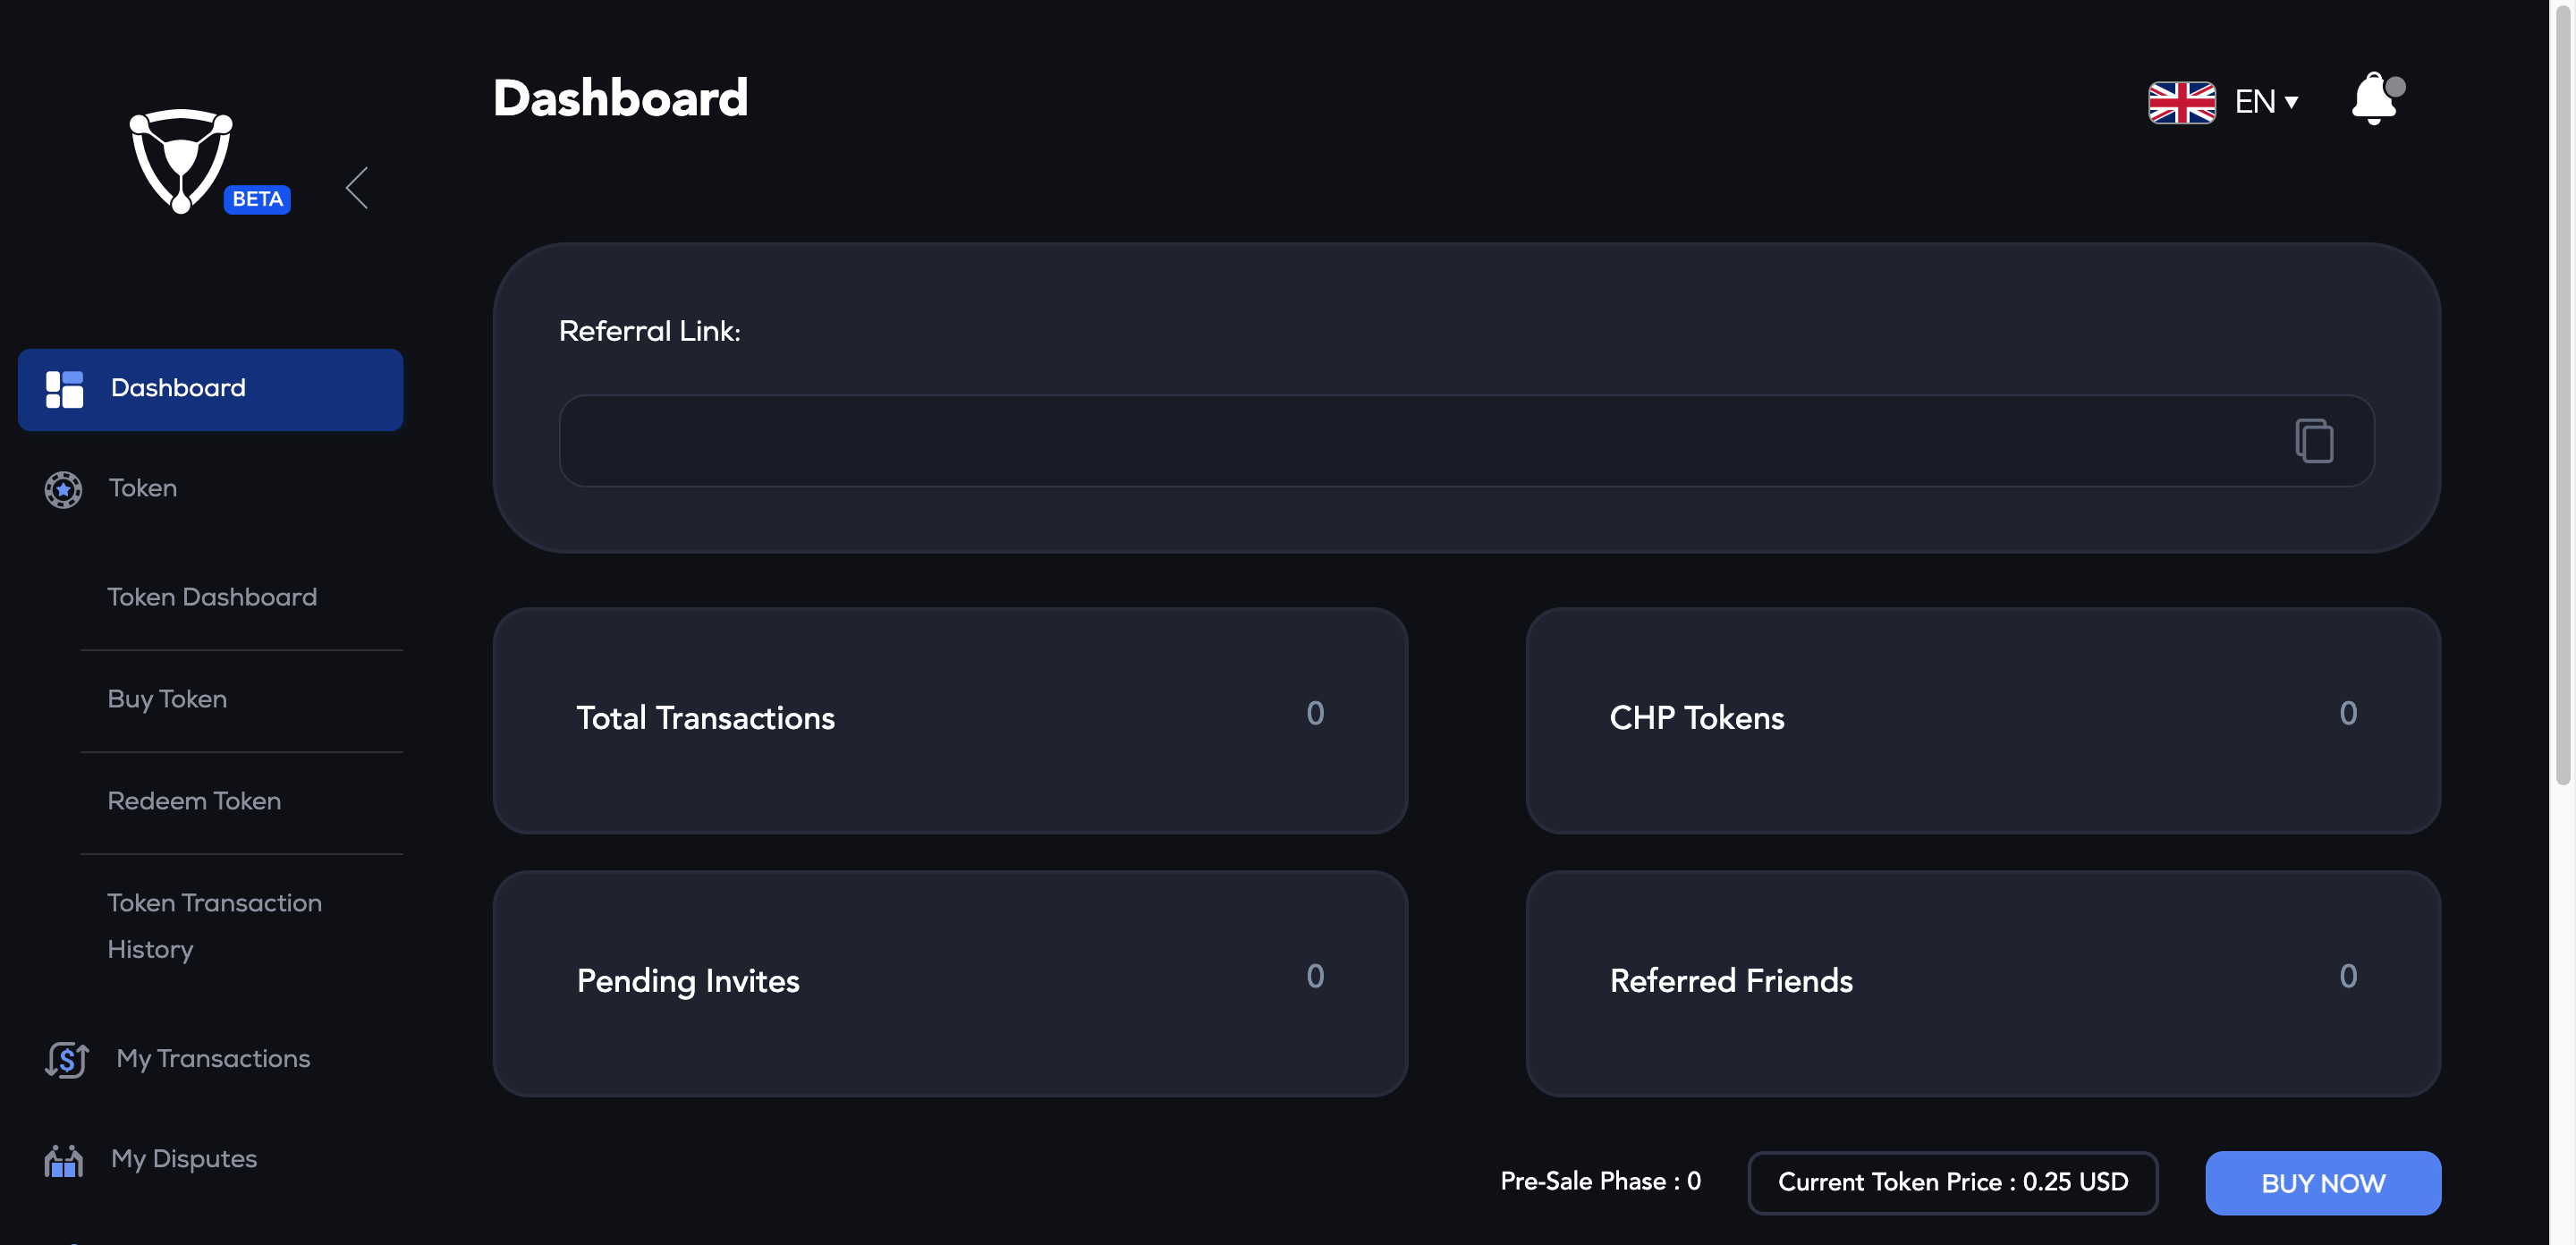 Dashboard
EN
BETA
Referral Link:
Dashboard
Token
Token Dashboard
Buy Token
Redeem Token
Token Transaction
History
My Transactions
My Disputes
Total Transactions 0
CHP Tokens 0
Pending Invites 0
Referred Friends 0
Pre-Sale Phase : 0
Current Token Price : 0.25 USD
BUY NOW